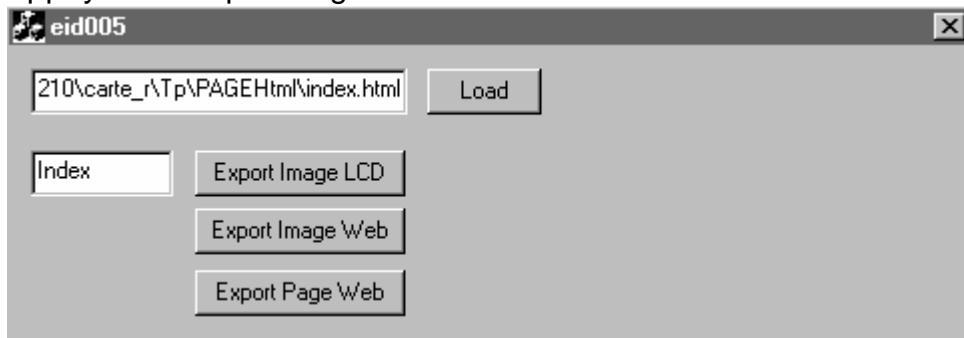 eid005
210\carte_r\Tp\PAGEHtml\index.html Load
Index Export Image LCD
Export Image Web
Export Page Web